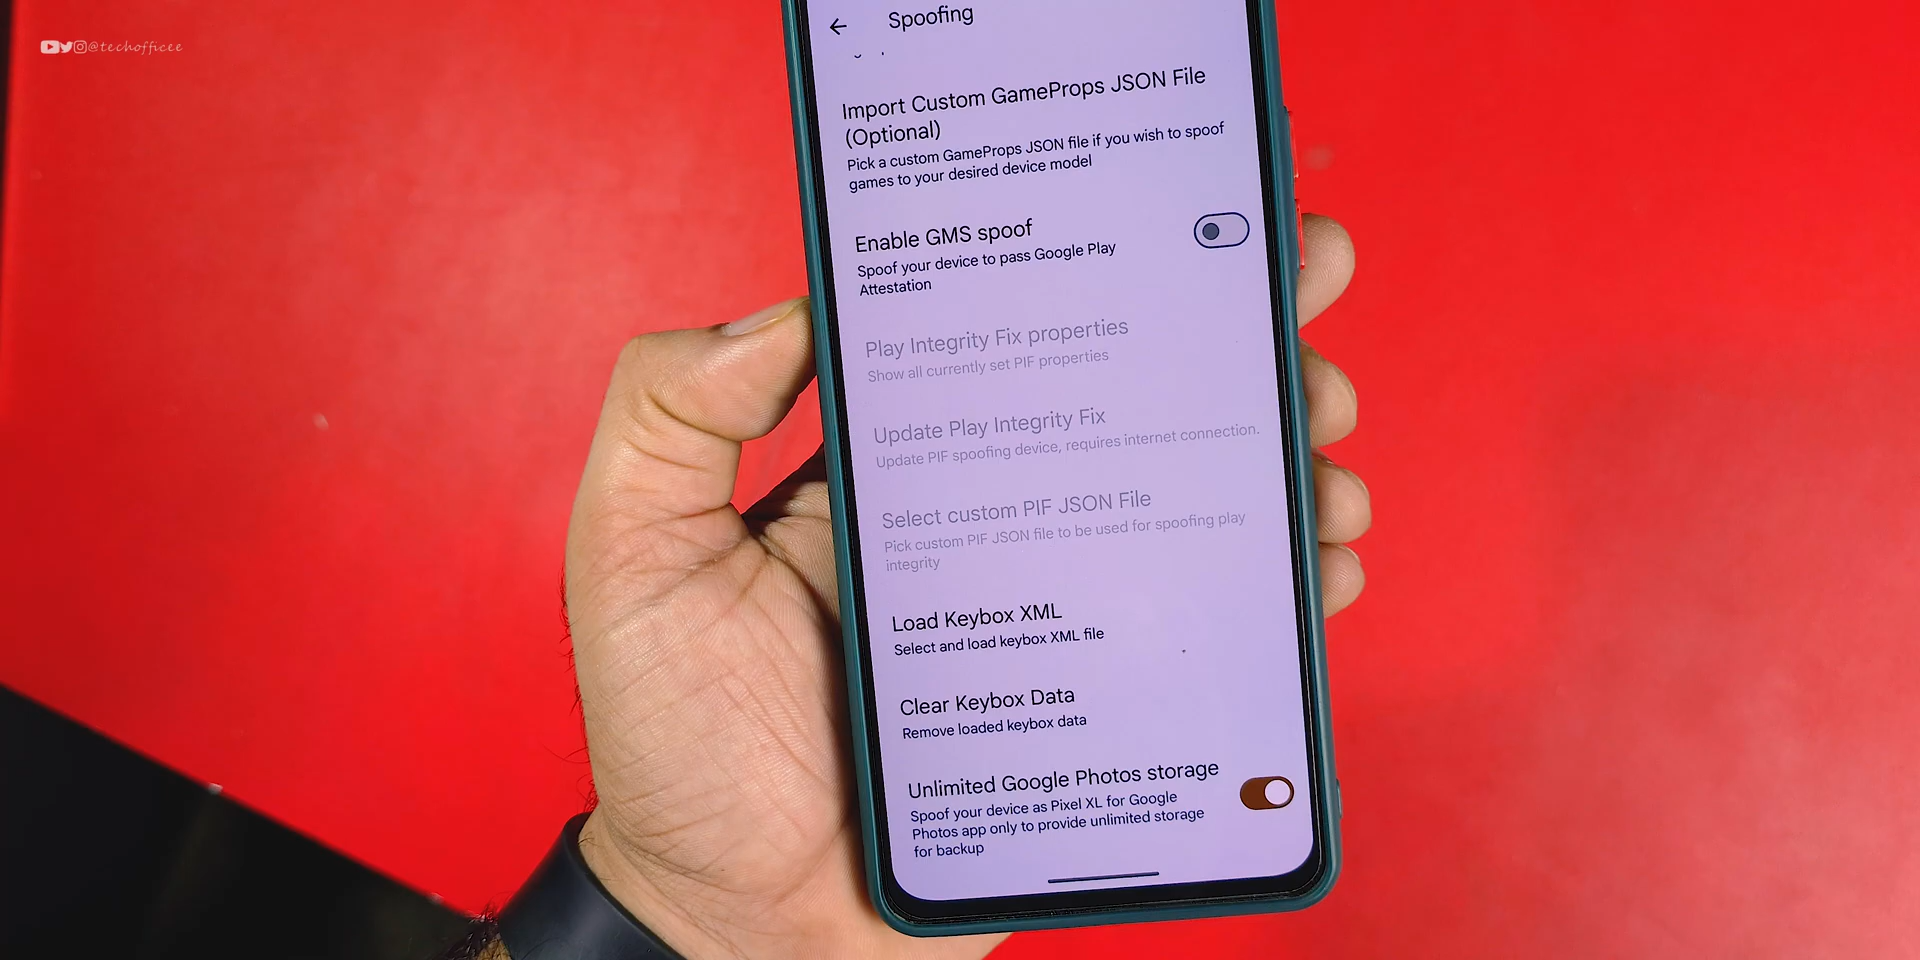 @techofficee
Spoofing
Import Custom GameProps JSON File
(Optional)
Pick a custom GameProps JSON file if you wish to spoof
games to your desired device model
Enable GMS spoof
Spoof your device to pass Google Play
Attestation
Play Integrity Fix properties
Show all currently set PIF properties
Update Play Integrity Fix
Update PIF spoofing device, requires internet connection.
Select custom PIF JSON File
Pick custom PIF JSON file to be used for spoofing play
integrity
Load Keybox XML
Select and load keybox XML file
Clear Keybox Data
Remove loaded keybox data
Unlimited Google Photos storage
Spoof your device as Pixel XL for Google
Photos app only to provide unlimited storage
for backup